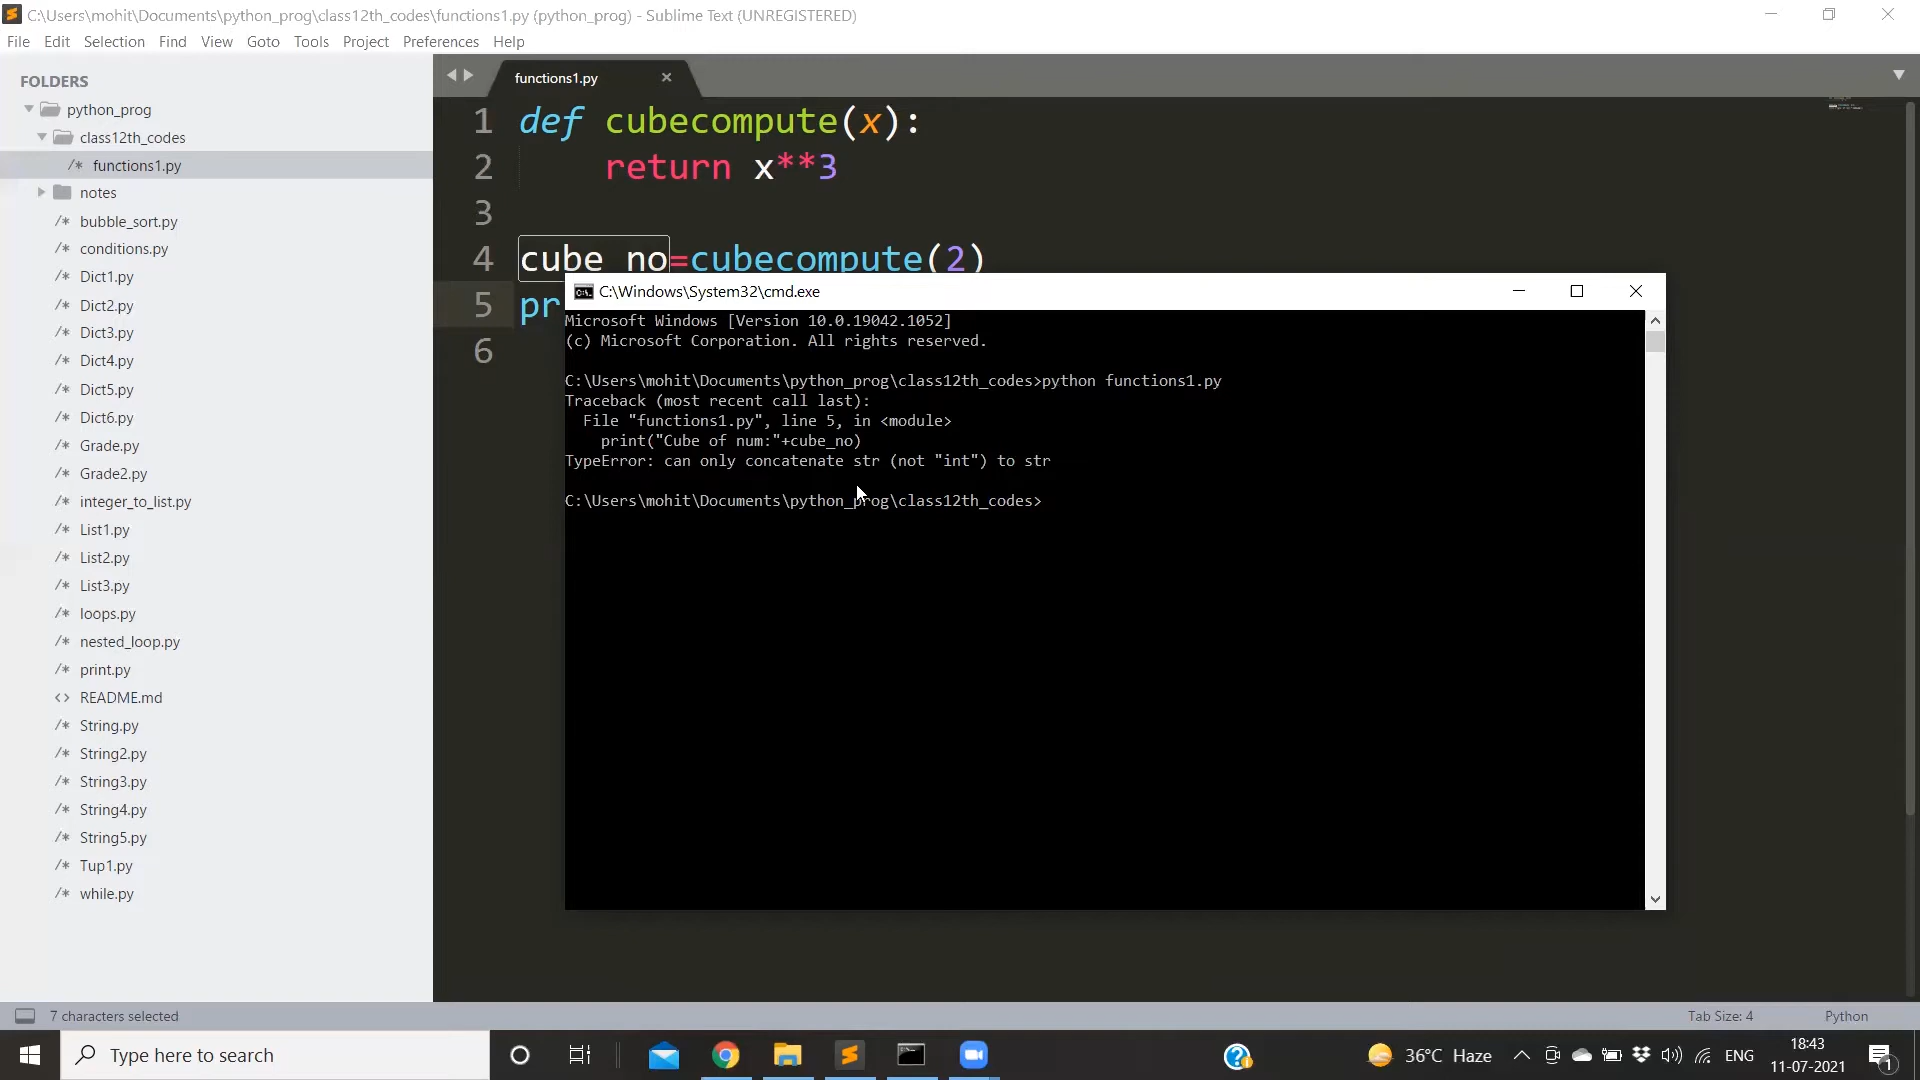 C:\Users\mohit\Documents\python_prog\class12th_codes\functions1.py (python_prog) - Sublime Text (UNREGISTERED)
File Edit Selection Find View Goto Tools Project Preferences Help
FOLDERS
python_prog
class12th_codes
/* functions1.py
notes
/* bubble_sort.py
/* conditions.py
/* Dict1.py
/* Dict2.py
/* Dict3.py
/* Dict4.py
/* Dict5.py
/* Dict6.py
/* Grade.py
/* Grade2.py
/* integer_to_list.py
/* List1.py
/* List2.py
/* List3.py
/* loops.py
/* nested_loop.py
/* print.py
<> README.md
/* String.py
/* String2.py
/* String3.py
/* String4.py
/* String5.py
/* Tup1.py
/* while.py
functions1.py
1 def cubecompute(x):
2 return x**3
3
4 cube_no=cubecompute(2)
5 pr
6
C:\Windows\System32\cmd.exe
Microsoft Windows [Version 10.0.19042.1052]
(c) Microsoft Corporation. All rights reserved.
C:\Users\mohit\Documents\python_prog\class12th_codes>python functions1.py
Traceback (most recent call last):
File "functions1.py", line 5, in <module>
print("Cube of num:"+cube_no)
TypeError: can only concatenate str (not "int") to str
C:\Users\mohit\Documents\python_prog\class12th_codes>
7 characters selected
Tab Size: 4
Python
Type here to search
36°C Haze
ENG
18:43
11-07-2021
1